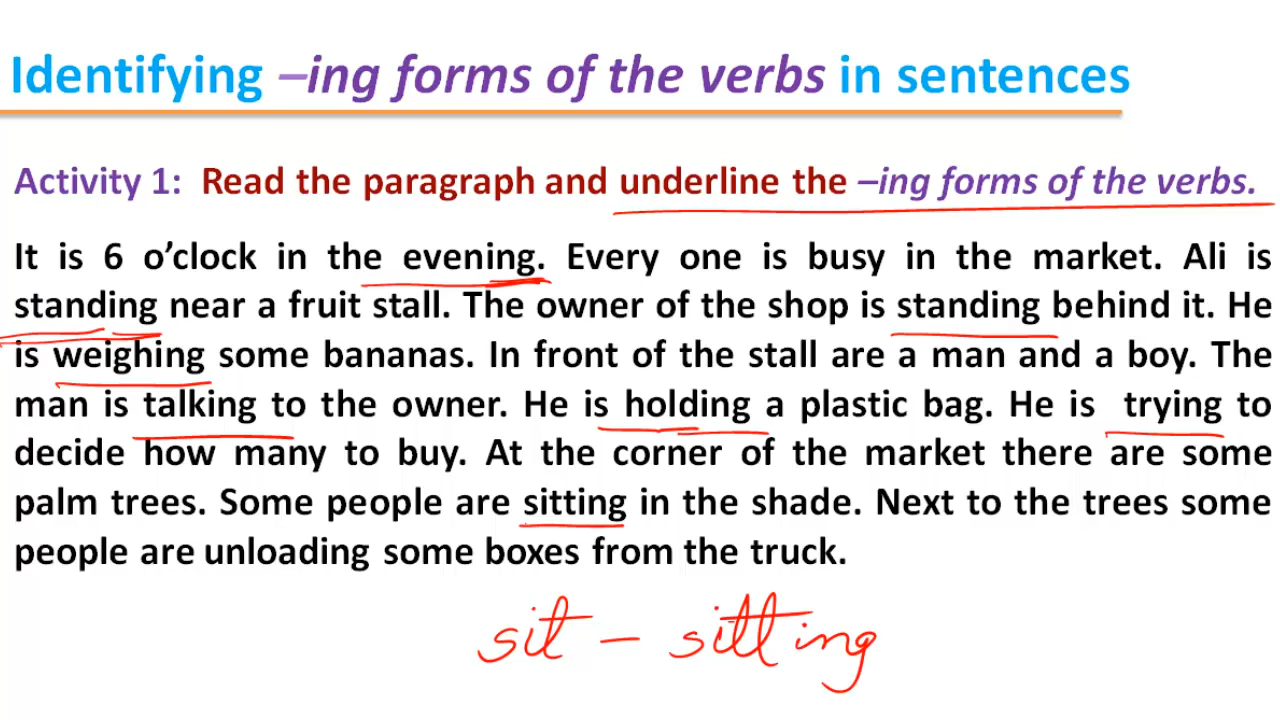 Identifying –ing forms of the verbs in sentences
Activity 1: Read the paragraph and underline the –ing forms of the verbs.
It is 6 o’clock in the evening. Every one is busy in the market. Ali is
standing near a fruit stall. The owner of the shop is standing behind it. He
is weighing some bananas. In front of the stall are a man and a boy. The
man is talking to the owner. He is holding a plastic bag. He is trying to
decide how many to buy. At the corner of the market there are some
palm trees. Some people are sitting in the shade. Next to the trees some
people are unloading some boxes from the truck.
sit – sitting